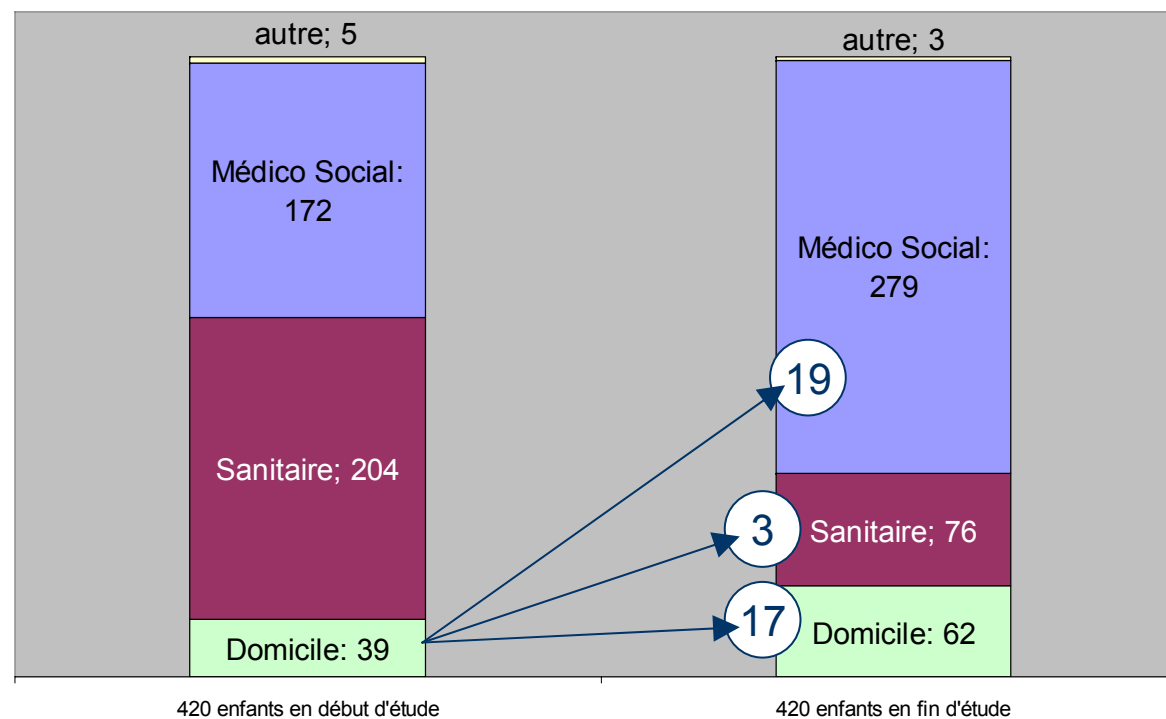 autre; 5
Médico Social:
172
Sanitaire; 204
Domicile: 39
autre; 3
Médico Social:
279
19
3
Sanitaire; 76
17
Domicile: 62
420 enfants en début d'étude
420 enfants en fin d'étude